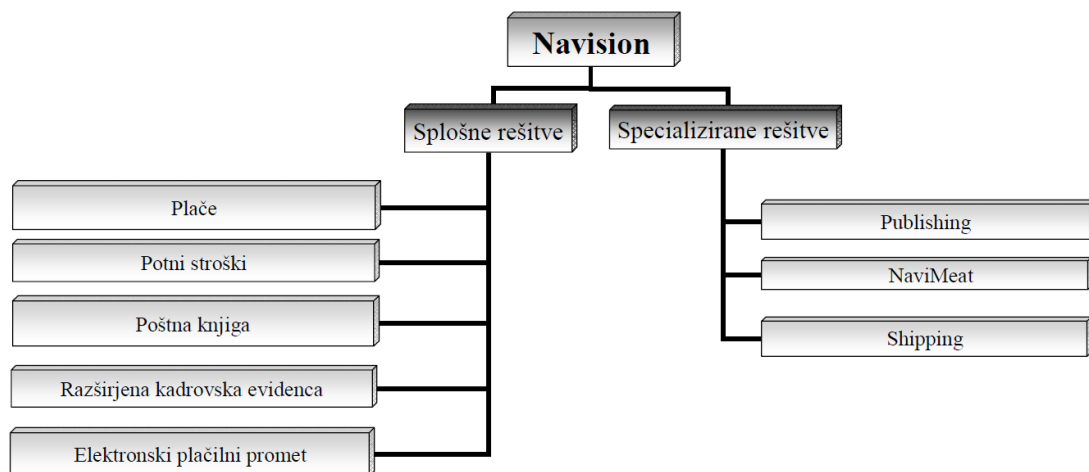 Navision
Splošne rešitve
Specializirane rešitve
Plače
Potni stroški
Poštna knjiga
Razširjena kadrovska evidenca
Elektronski plačilni promet
Publishing
NaviMeat
Shipping